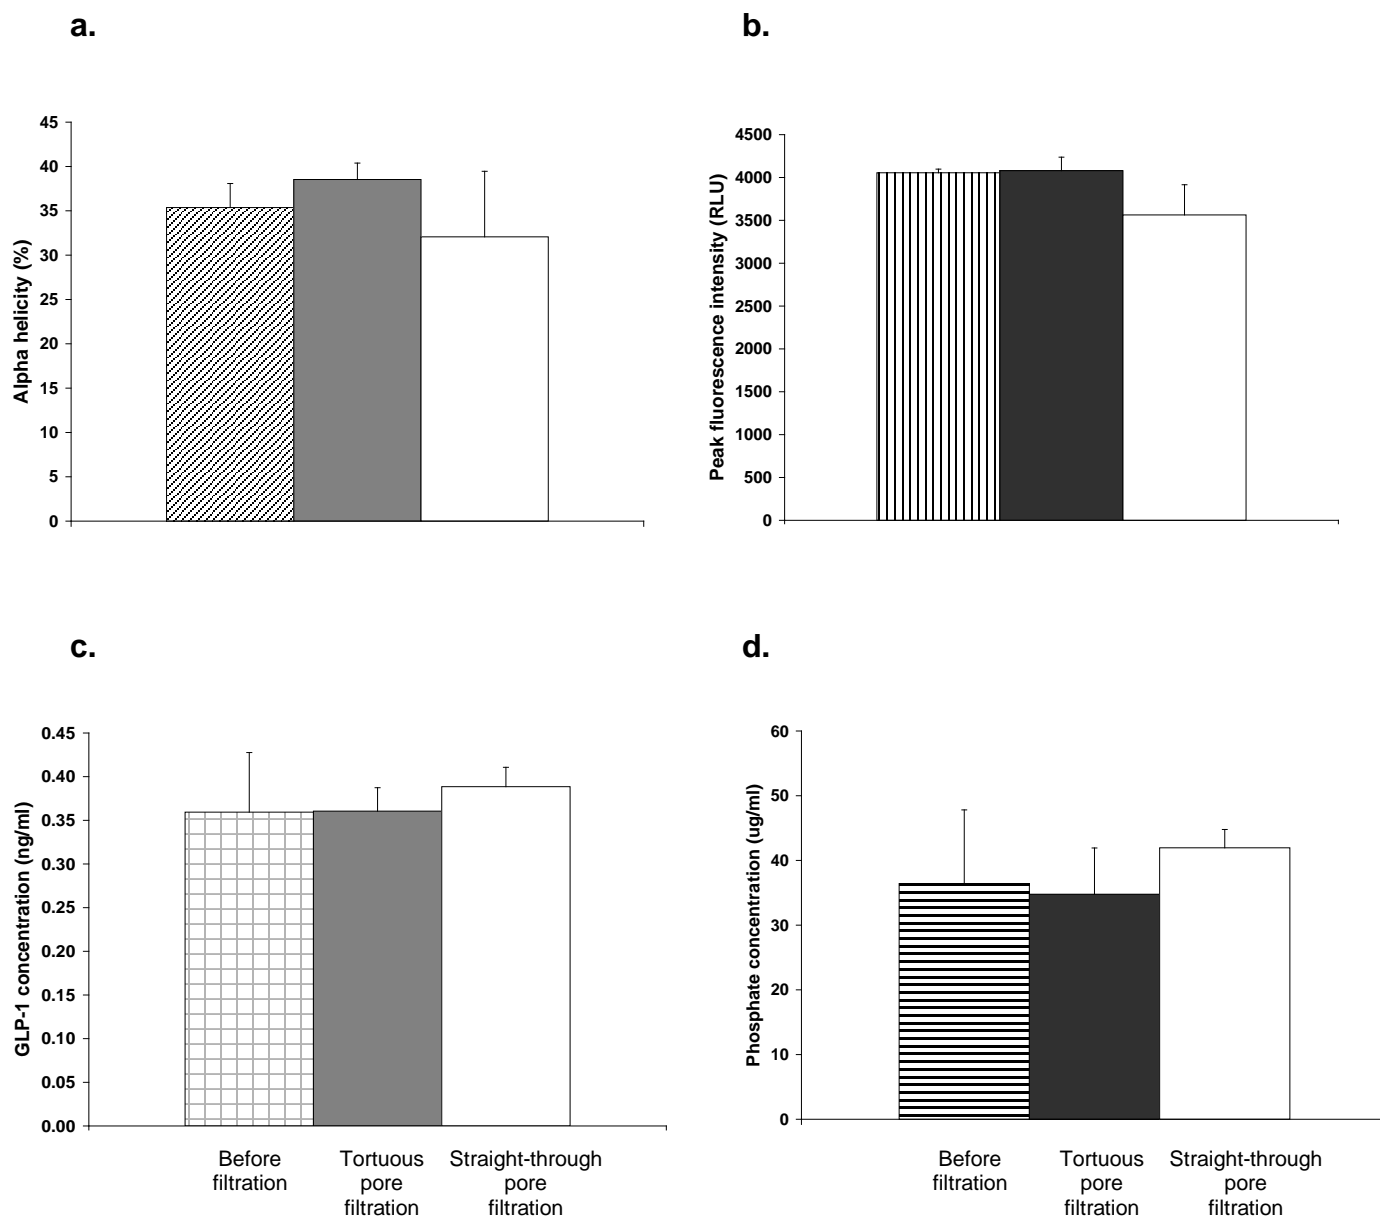 a.
45
40
35
30
25
20
15
10
5
0
Alpha helicity (%)
b.
4500
4000
3500
3000
2500
2000
1500
1000
500
0
Peak fluorescence intensity (RLU)
c.
0.45
0.40
0.35
0.30
0.25
0.20
0.15
0.10
0.05
0.00
GLP-1 concentration (ng/ml)
Before
filtration
Tortuous
pore
filtration
Straight-through
pore
filtration
d.
60
50
40
30
20
10
0
Phosphate concentration (ug/ml)
Before
filtration
Tortuous
pore
filtration
Straight-through
pore
filtration